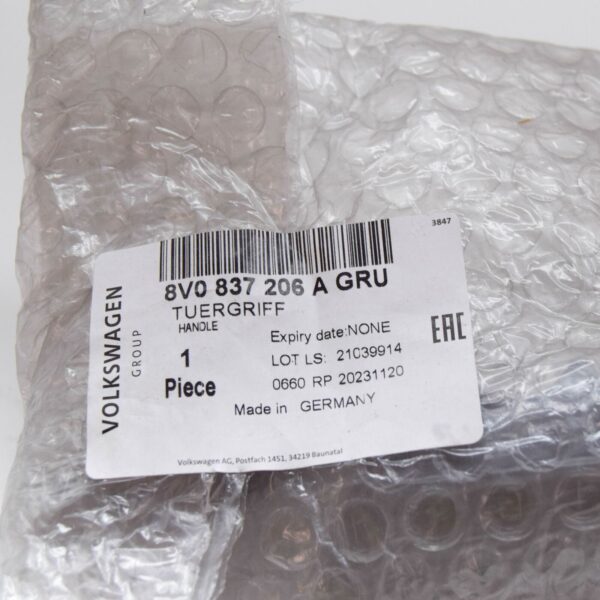 3847
8V0 837 206 A GRU
TUERGRIFF
HANDLE
1
Piece
Expiry date:NONE
LOT LS: 21039914
0660 RP 20231120
Made in GERMANY
EAC
VOLKSWAGEN
GROUP
Volkswagen AG, Postfach 1451, 34219 Baunatal